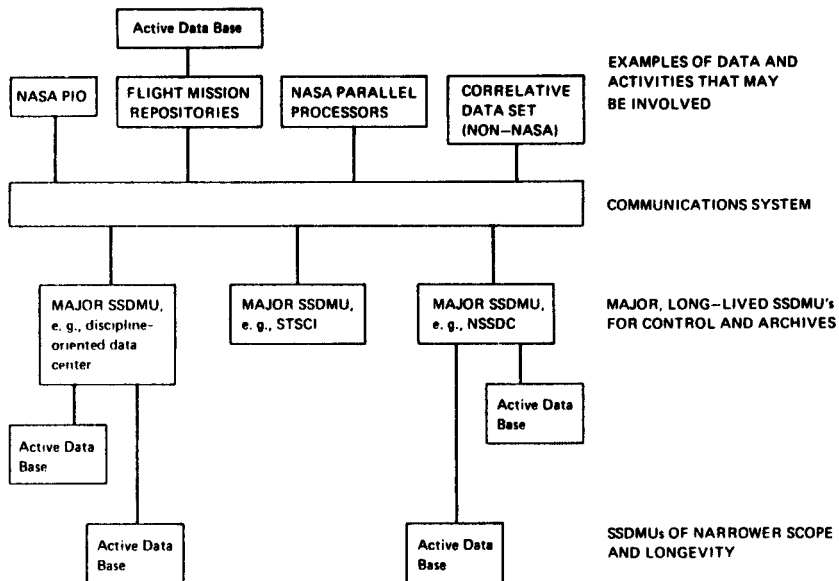 Active Data Base
NASA PIO
FLIGHT MISSION
REPOSITORIES
NASA PARALLEL
PROCESSORS
CORRELATIVE
DATA SET
(NON–NASA)
EXAMPLES OF DATA AND
ACTIVITIES THAT MAY
BE INVOLVED
COMMUNICATIONS SYSTEM
MAJOR SSDMU,
e. g., discipline-
oriented data
center
MAJOR SSDMU,
e. g., STSCI
MAJOR SSDMU,
e. g., NSSDC
MAJOR, LONG–LIVED SSDMU's
FOR CONTROL AND ARCHIVES
Active Data
Base
Active Data
Base
Active Data
Base
Active Data
Base
SSDMUs OF NARROWER SCOPE
AND LONGEVITY